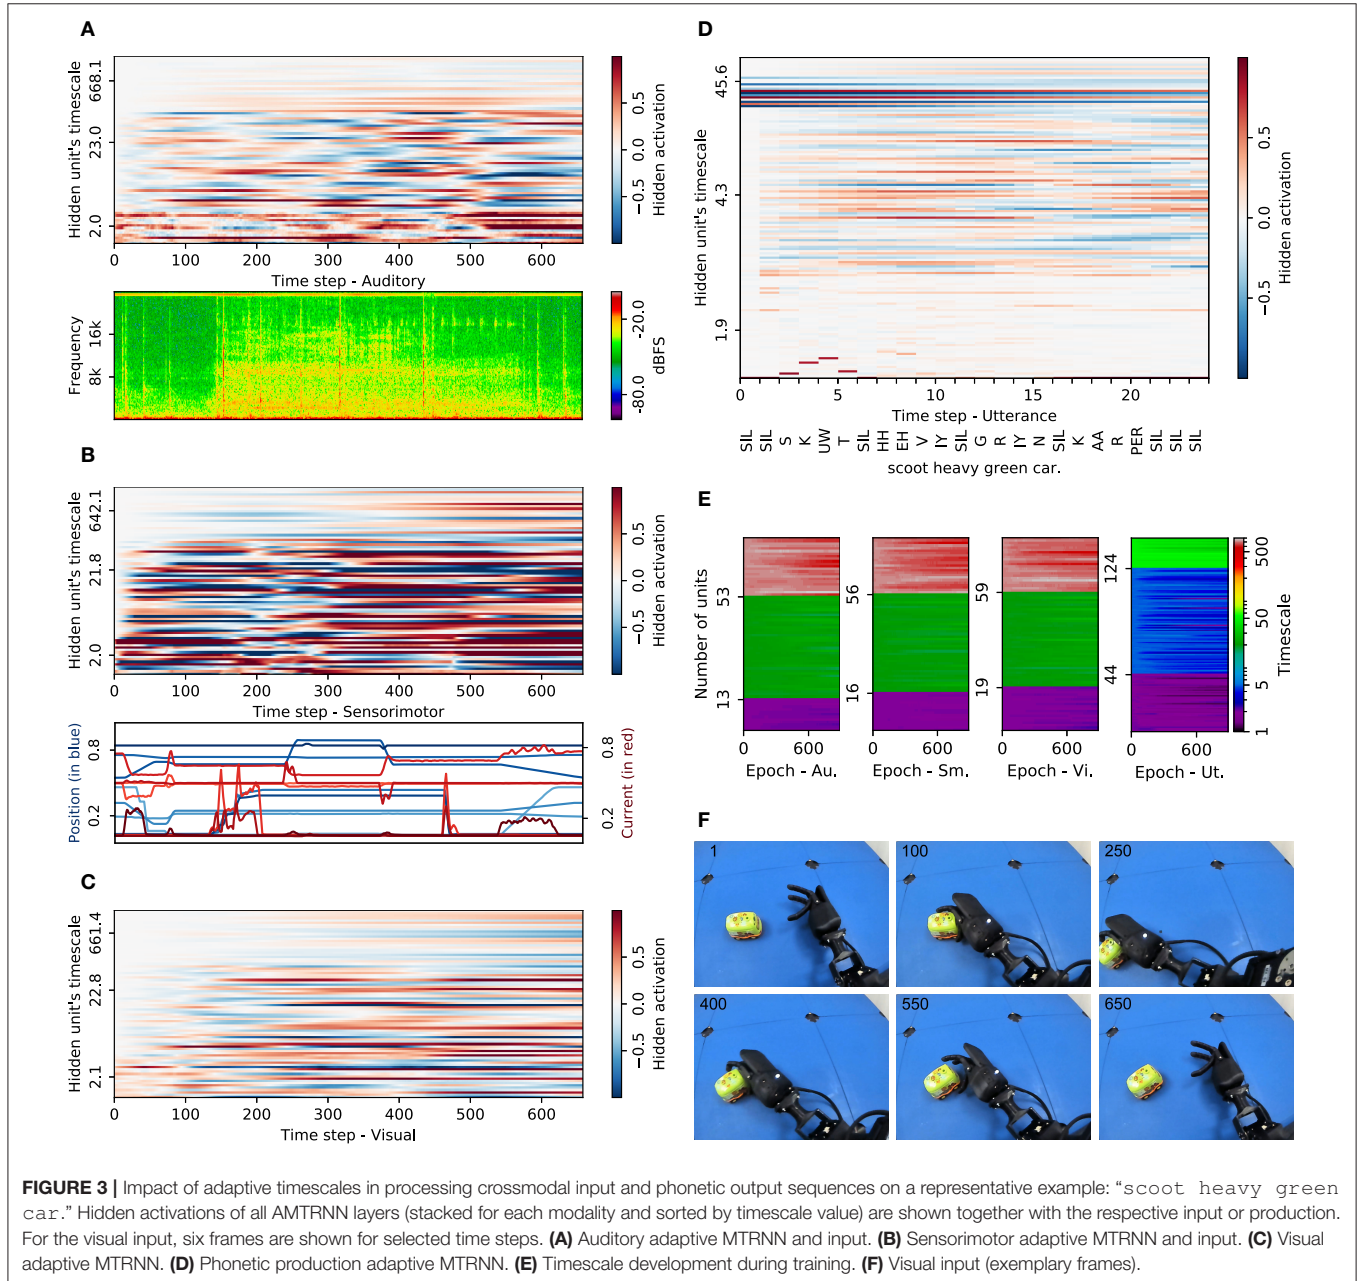 A
Hidden unit's timescale
668.1
23.0
2.0
0 100 200 300 400 500 600
Time step - Auditory
0.5
0.0
−0.5
Hidden activation
Frequency
16k
8k
-20.0
-80.0
dBFS
B
Hidden unit's timescale
642.1
21.8
2.0
0 100 200 300 400 500 600
Time step - Sensorimotor
0.5
0.0
−0.5
Hidden activation
Position (in blue)
0.8
0.2
0.8
0.2
Current (in red)
C
Hidden unit's timescale
661.4
22.8
2.1
0 100 200 300 400 500 600
Time step - Visual
0.5
0.0
−0.5
Hidden activation
D
Hidden unit's timescale
45.6
4.3
1.9
0 5 10 15 20
Time step - Utterance
SIL SIL S K UW T SIL HH EH V IY SIL G R IY N SIL K AA R PER SIL SIL SIL
scoot heavy green car.
0.5
0.0
−0.5
Hidden activation
E
Number of units
53
13
0 600
Epoch - Au.
56
16
0 600
Epoch - Sm.
59
19
0 600
Epoch - Vi.
124
44
0 600
Epoch - Ut.
500
50
5
1
Timescale
F
1
100
250
400
550
650
FIGURE 3 | Impact of adaptive timescales in processing crossmodal input and phonetic output sequences on a representative example: “scoot heavy green
car.” Hidden activations of all AMTRNN layers (stacked for each modality and sorted by timescale value) are shown together with the respective input or production.
For the visual input, six frames are shown for selected time steps. (A) Auditory adaptive MTRNN and input. (B) Sensorimotor adaptive MTRNN and input. (C) Visual
adaptive MTRNN. (D) Phonetic production adaptive MTRNN. (E) Timescale development during training. (F) Visual input (exemplary frames).